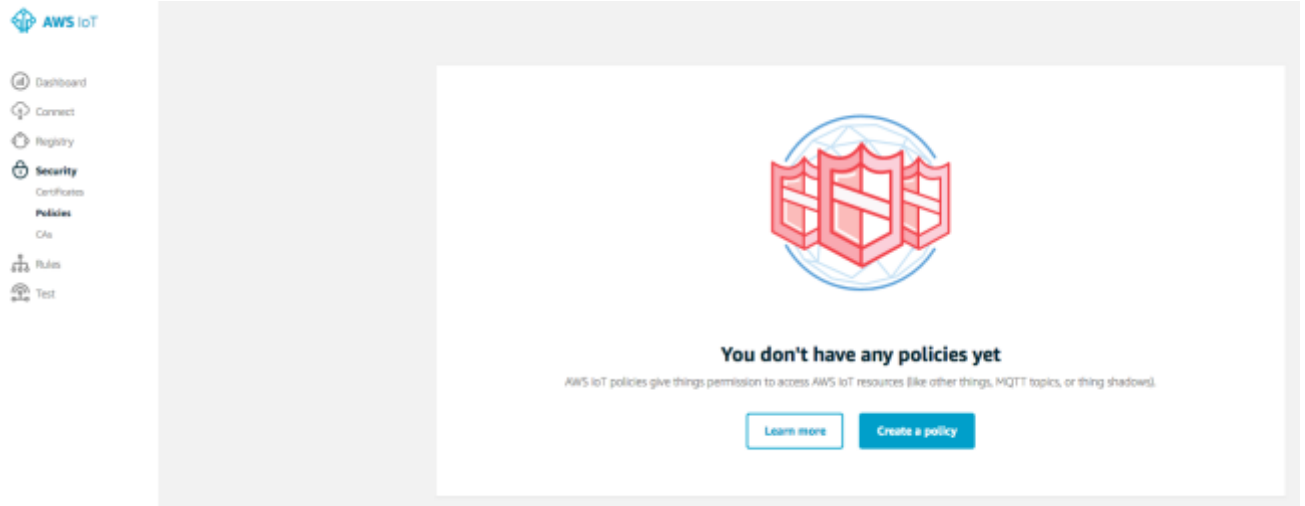 AWS IoT
Dashboard
Connect
Registry
Security
Certificates
Policies
CAs
Rules
Test
You don't have any policies yet
AWS IoT policies give things permission to access AWS IoT resources (like other things, MQTT topics, or thing shadows).
Learn more
Create a policy